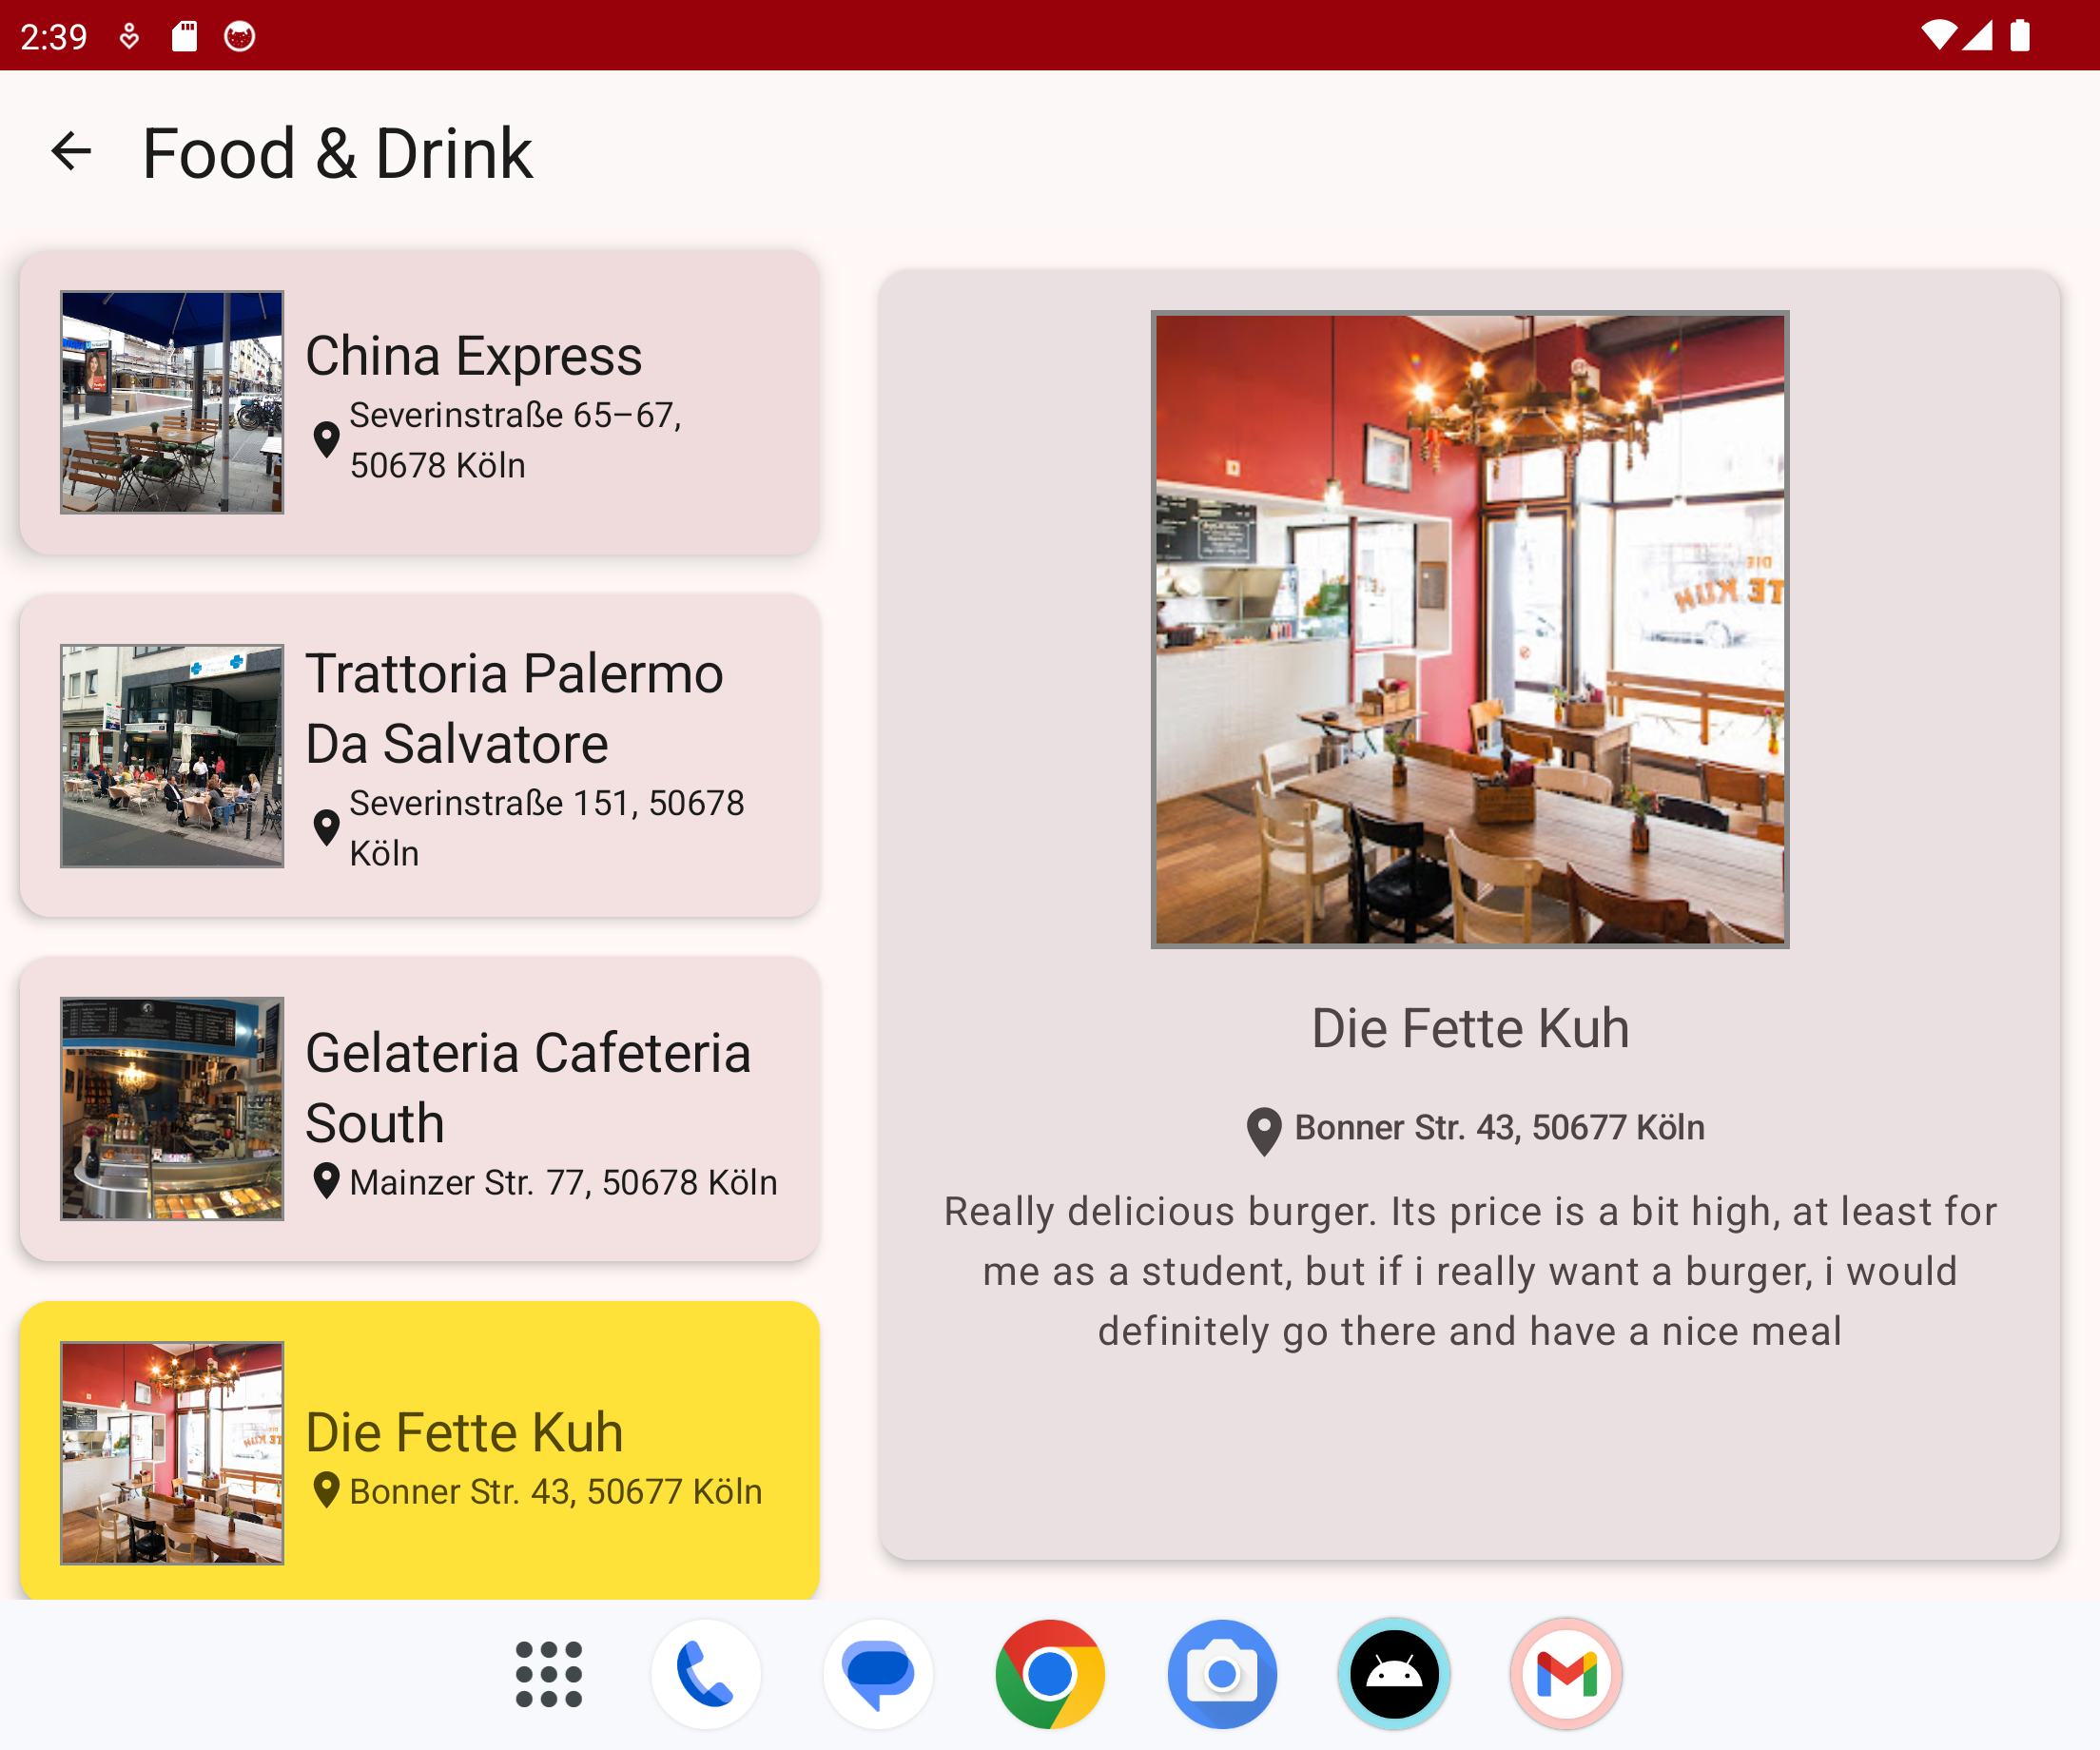 2:39
Food & Drink
China Express
Severinstraße 65–67,
50678 Köln
Trattoria Palermo
Da Salvatore
Severinstraße 151, 50678
Köln
Gelateria Cafeteria
South
Mainzer Str. 77, 50678 Köln
Die Fette Kuh
Bonner Str. 43, 50677 Köln
DIE
TE KUH
Die Fette Kuh
Bonner Str. 43, 50677 Köln
Really delicious burger. Its price is a bit high, at least for
me as a student, but if i really want a burger, i would
definitely go there and have a nice meal